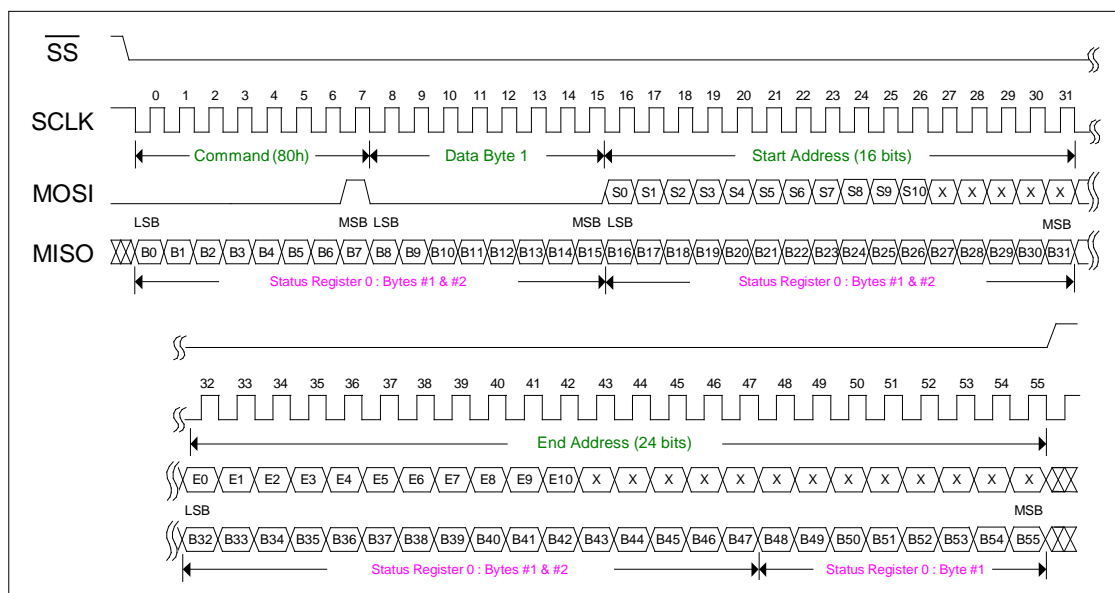 SS
0 1 2 3 4 5 6 7 8 9 10 11 12 13 14 15 16 17 18 19 20 21 22 23 24 25 26 27 28 29 30 31
SCLK
Command (80h) Data Byte 1 Start Address (16 bits)
MOSI S0 S1 S2 S3 S4 S5 S6 S7 S8 S9 S10 X X X X X
LSB MSB LSB MSB LSB MSB
MISO B0 B1 B2 B3 B4 B5 B6 B7 B8 B9 B10 B11 B12 B13 B14 B15 B16 B17 B18 B19 B20 B21 B22 B23 B24 B25 B26 B27 B28 B29 B30 B31
Status Register 0 : Bytes #1 & #2 Status Register 0 : Bytes #1 & #2
32 33 34 35 36 37 38 39 40 41 42 43 44 45 46 47 48 49 50 51 52 53 54 55
End Address (24 bits)
E0 E1 E2 E3 E4 E5 E6 E7 E8 E9 E10 X X X X X X X X X X X X X
LSB MSB
B32 B33 B34 B35 B36 B37 B38 B39 B40 B41 B42 B43 B44 B45 B46 B47 B48 B49 B50 B51 B52 B53 B54 B55
Status Register 0 : Bytes #1 & #2 Status Register 0 : Byte #1